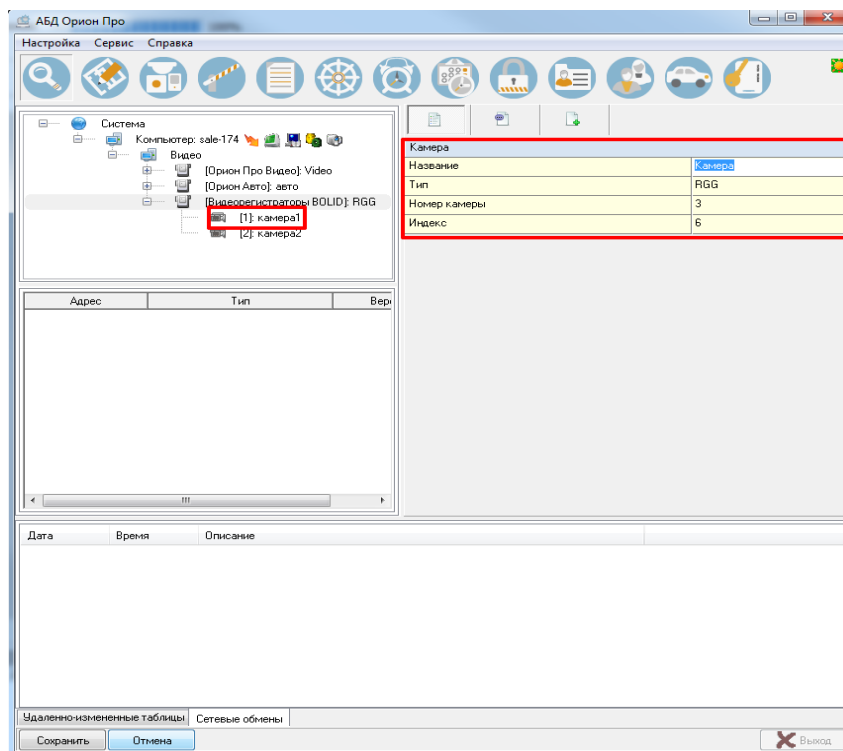 АБД Орион Про
Настройка Сервис Справка
Система
Компьютер: sale-174
Видео
[Орион Про Видео]: Video
[Орион Авто]: авто
[Видеорегистраторы BOLID]: RGG
[1]: камера1
[2]: камера2
Камера
Название Камера
Тип RGG
Номер камеры 3
Индекс 6
Адрес Тип Верс
Дата Время Описание
Удаленно-измененные таблицы Сетевые обмены
Сохранить Отмена Выход